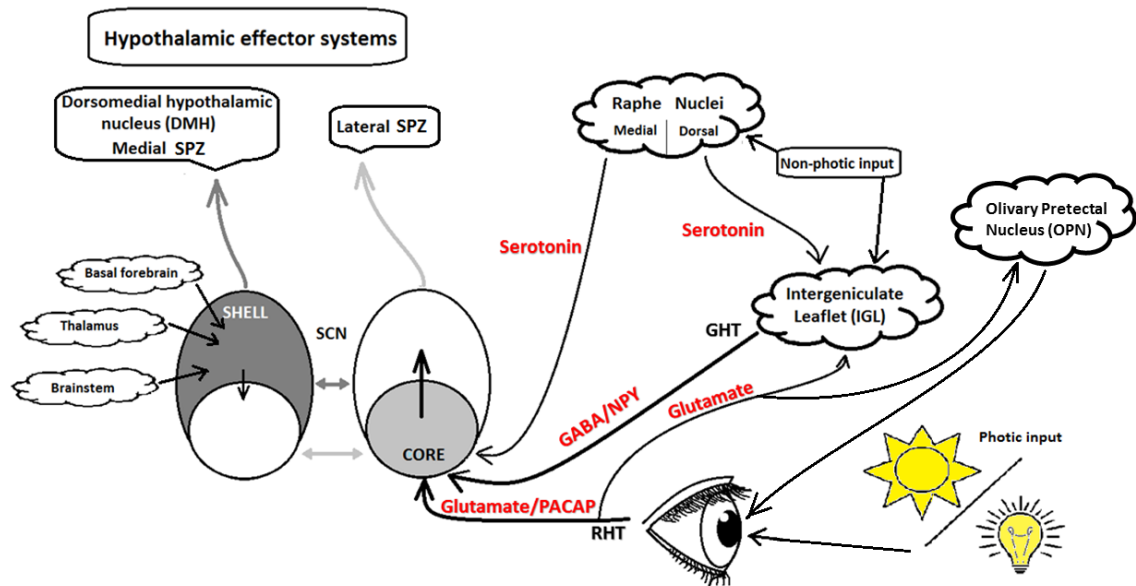 Hypothalamic effector systems
Dorsomedial hypothalamic
nucleus (DMH)
Medial SPZ
Lateral SPZ
Raphe Nuclei
Medial Dorsal
Non-photic input
Olivary Pretectal
Nucleus (OPN)
Serotonin
Serotonin
Basal forebrain
SHELL
Thalamus
SCN
Brainstem
Intergeniculate
Leaflet (IGL)
GHT
GABA/NPY
Glutamate
CORE
Glutamate/PACAP
RHT
Photic input